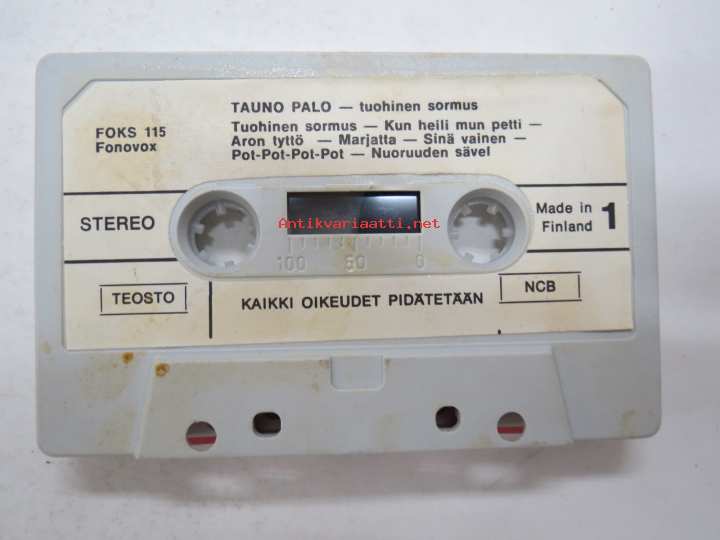 TAUNO PALO — tuohinen sormus
FOKS 115
Fonovox
Tuohinen sormus — Kun heili mun petti —
Aron tyttö — Marjatta — Sinä vainen —
Pot-Pot-Pot-Pot — Nuoruuden sävel
STEREO
Antikvariaatti.net
100 50 0
Made in
Finland
1
TEOSTO
KAIKKI OIKEUDET PIDÄTETÄÄN
NCB